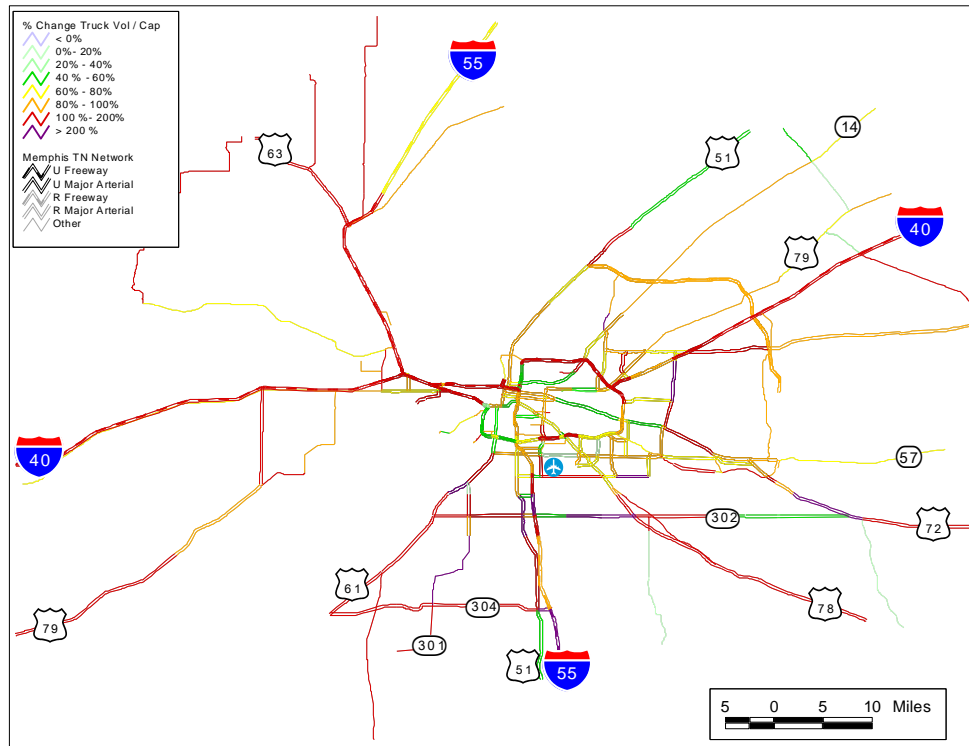 % Change Truck Vol / Cap
< 0%
0%- 20%
20% - 40%
40 % - 60%
60% - 80%
80% - 100%
100 %- 200%
> 200 %
Memphis TN Network
U Freeway
U Major Arterial
R Freeway
R Major Arterial
Other
55
63
51
14
40
79
40
57
302
72
61
304
78
79
301
51
55
5 0 5 10 Miles